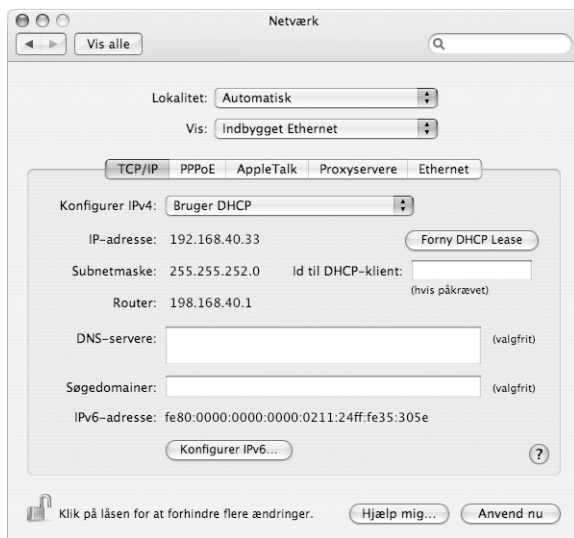 Netværk
Vis alle
Lokalitet: Automatisk
Vis: Indbygget Ethernet
TCP/IP PPPoE AppleTalk Proxyservere Ethernet
Konfigurer IPv4: Bruger DHCP
IP-adresse: 192.168.40.33 Forny DHCP Lease
Subnetmaske: 255.255.252.0 Id til DHCP-klient:
(hvis påkrævet)
Router: 198.168.40.1
DNS-servere: (valgfrit)
Søgedomainer: (valgfrit)
IPv6-adresse: fe80:0000:0000:0000:0211:24ff:fe35:305e
Konfigurer IPv6... ?
Klik på låsen for at forhindre flere ændringer. Hjælp mig... Anvend nu